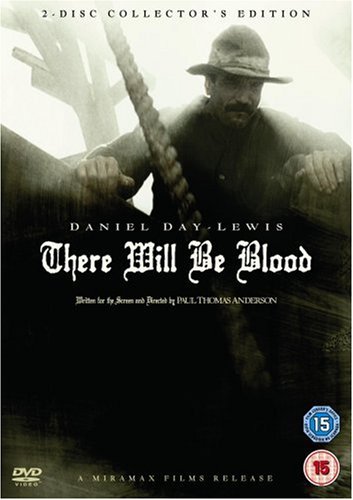 2-DISC COLLECTOR'S EDITION
DANIEL DAY-LEWIS
There Will Be Blood
Written for the Screen and Directed by PAUL THOMAS ANDERSON
15
15
DVD
VIDEO
A MIRAMAX FILMS RELEASE